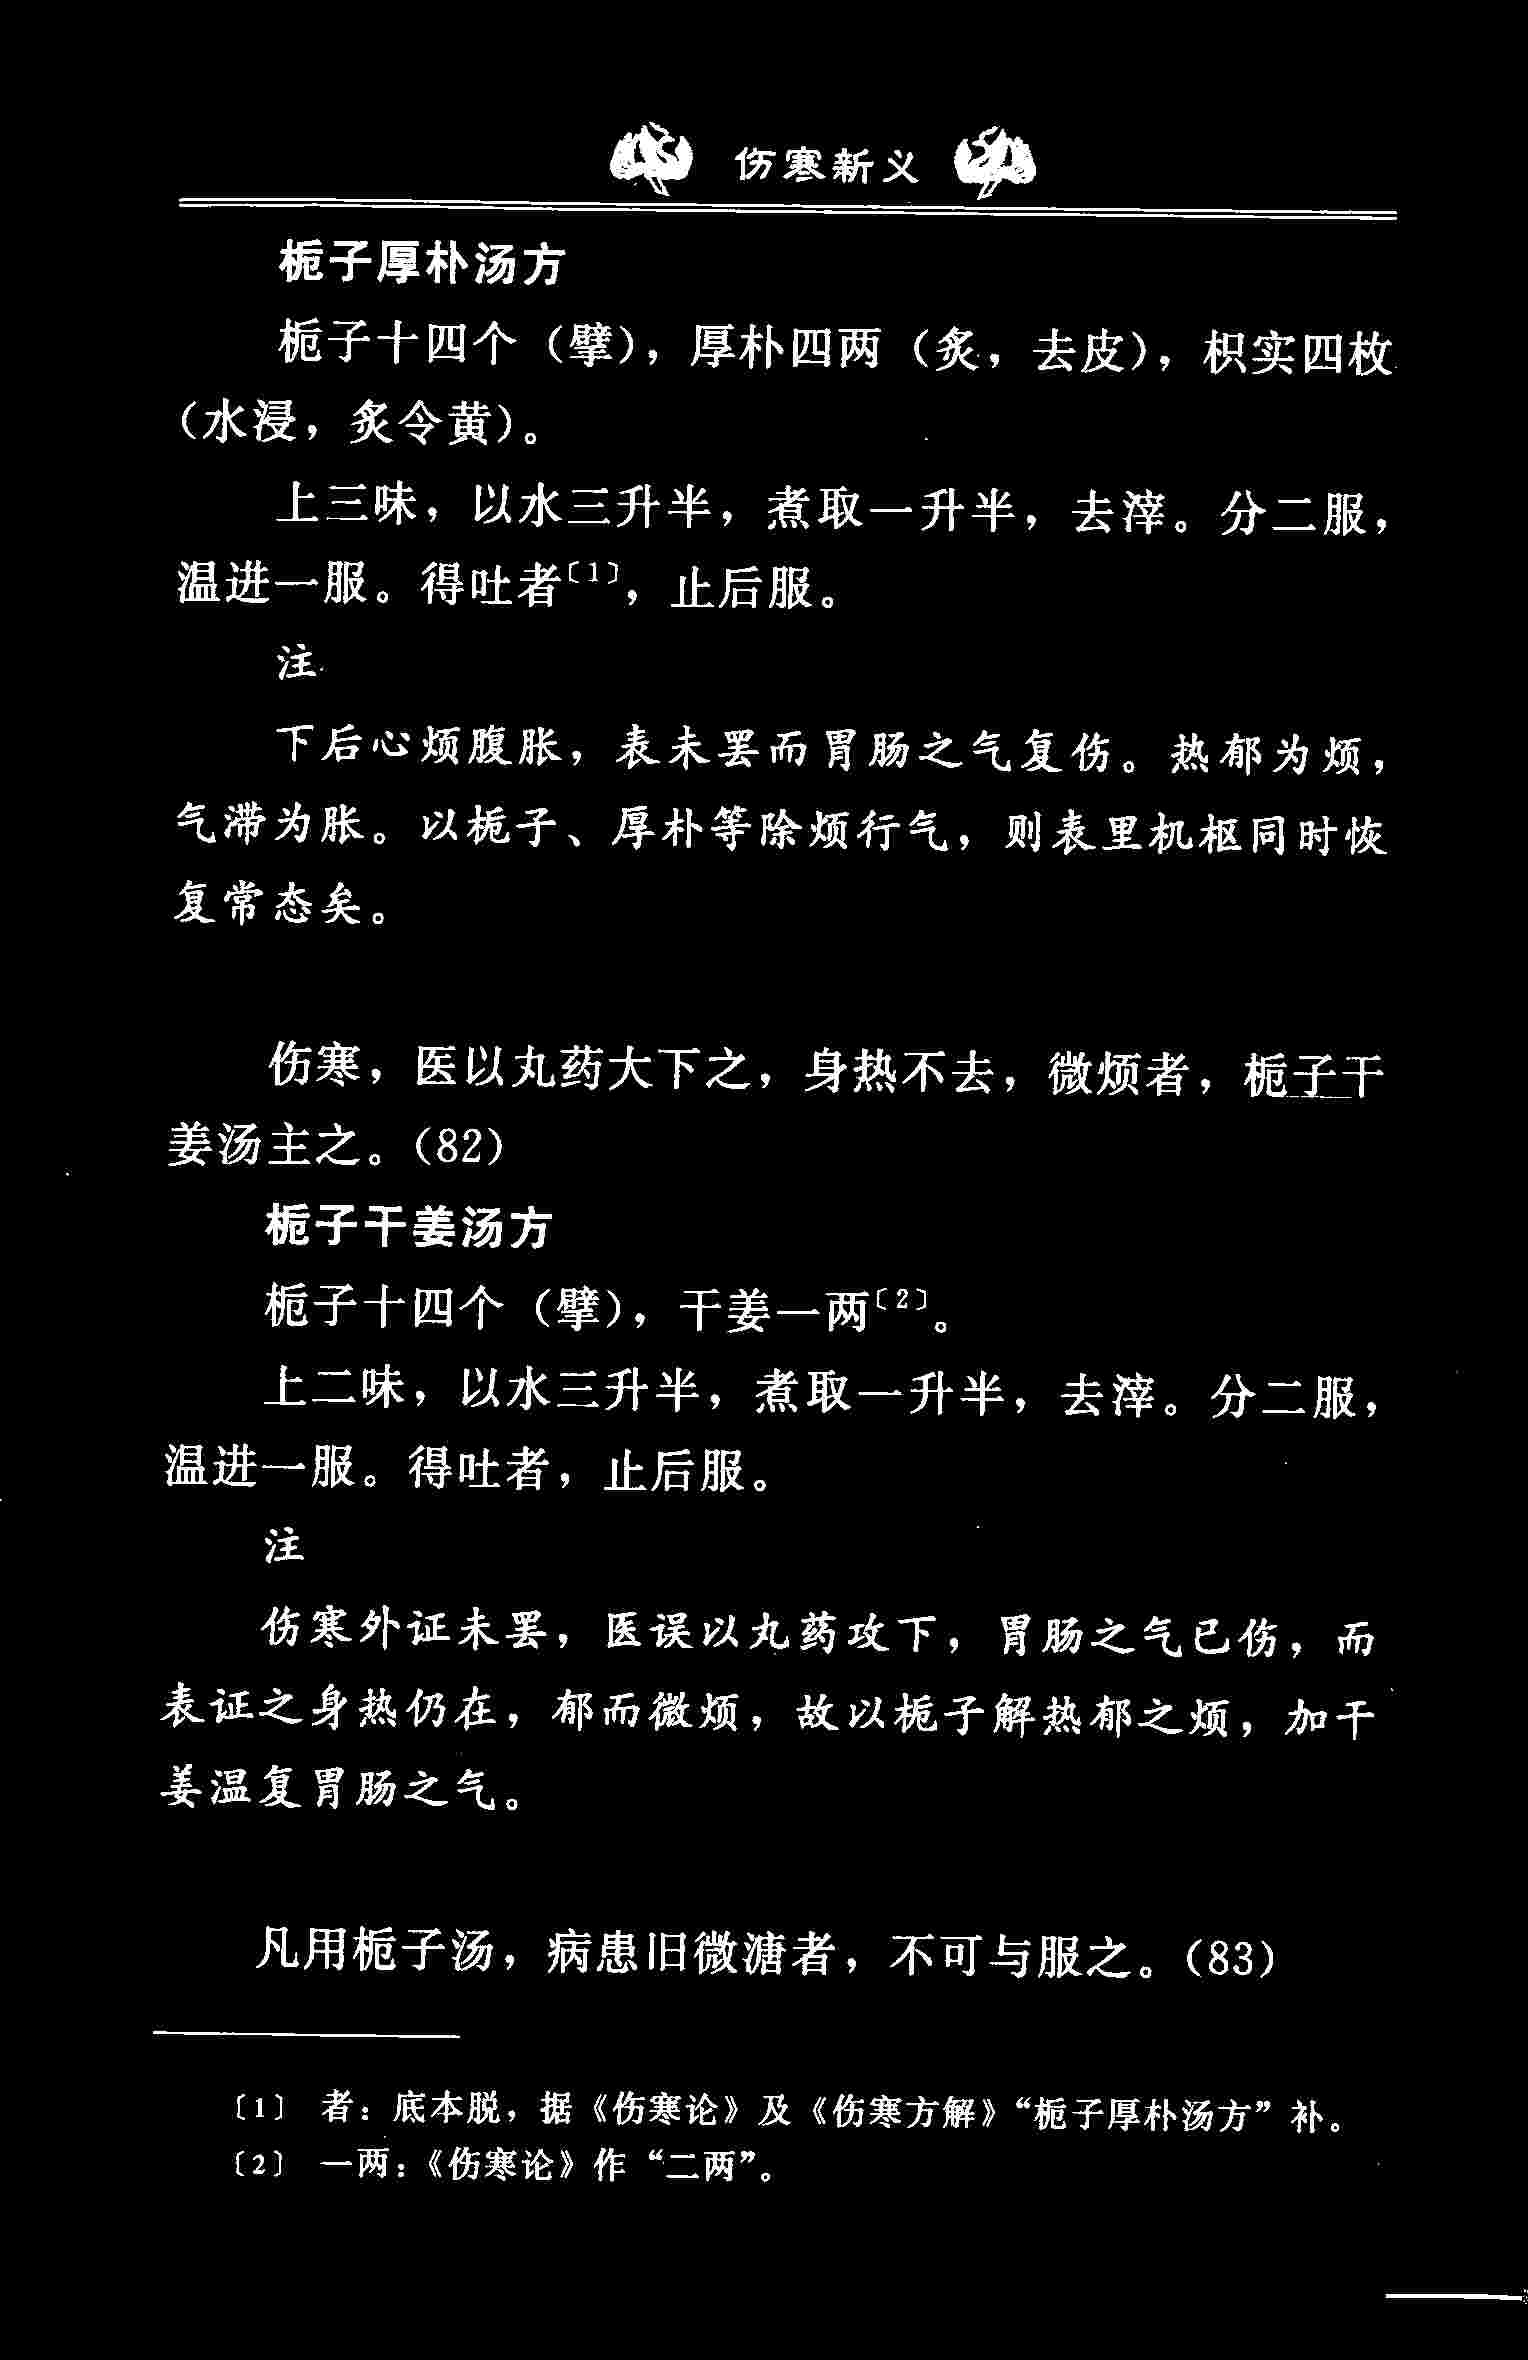 伤寒新义
栀子厚朴汤方
栀子十四个（擘），厚朴四两（炙，去皮），枳实四枚
（水浸，炙令黄）。
上三味，以水三升半，煮取一升半，去滓。分二服，
温进一服。得吐者〔1〕，止后服。
注
下后心烦腹胀，表未罢而胃肠之气复伤。热郁为烦，
气滞为胀。以栀子、厚朴等除烦行气，则表里机枢同时恢
复常态矣。
伤寒，医以丸药大下之，身热不去，微烦者，栀子干
姜汤主之。（82）
栀子干姜汤方
栀子十四个（擘），干姜一两〔2〕。
上二味，以水三升半，煮取一升半，去滓。分二服，
温进一服。得吐者，止后服。
注
伤寒外证未罢，医误以丸药攻下，胃肠之气已伤，而
表证之身热仍在，郁而微烦，故以栀子解热郁之烦，加干
姜温复胃肠之气。
凡用栀子汤，病患旧微溏者，不可与服之。（83）
〔1〕 者：底本脱，据《伤寒论》及《伤寒方解》“栀子厚朴汤方”补。
〔2〕 一两：《伤寒论》作“二两”。